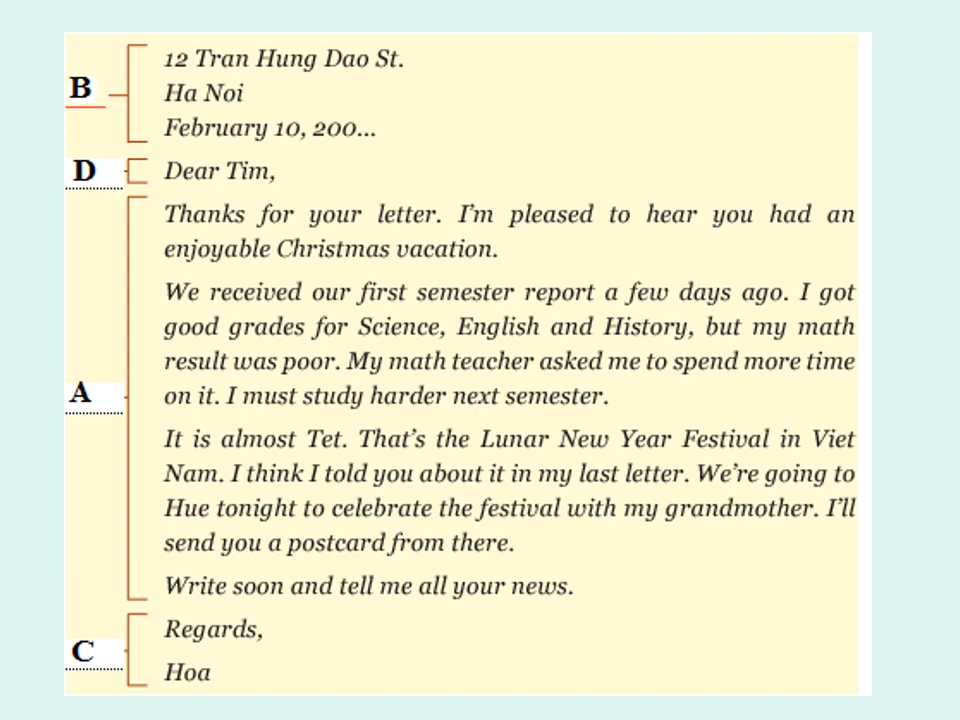 B
12 Tran Hung Dao St.
Ha Noi
February 10, 200...
D
Dear Tim,
Thanks for your letter. I'm pleased to hear you had an
enjoyable Christmas vacation.
We received our first semester report a few days ago. I got
good grades for Science, English and History, but my math
result was poor. My math teacher asked me to spend more time
A
on it. I must study harder next semester.
It is almost Tet. That's the Lunar New Year Festival in Viet
Nam. I think I told you about it in my last letter. We're going to
Hue tonight to celebrate the festival with my grandmother. I'll
send you a postcard from there.
Write soon and tell me all your news.
C
Regards,
Hoa